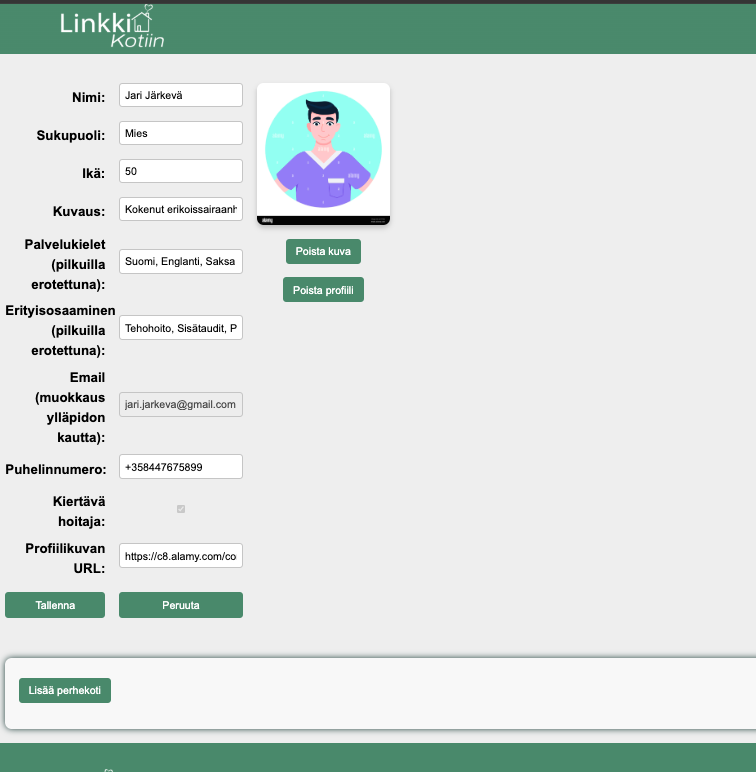 Linkki
Kotiin
Nimi:
Jari Järkevä
Sukupuoli:
Mies
Ikä:
50
Kuvaus:
Kokenut erikoissairaanh
Palvelukielet
(pilkuilla
erotettuna):
Suomi, Englanti, Saksa
Erityisosaaminen
(pilkuilla
erotettuna):
Tehohoito, Sisätaudit, P
Email
(muokkaus
ylläpidon
kautta):
jari.jarkeva@gmail.com
Puhelinnumero:
+358447675899
Kiertävä
hoitaja:
Profiilikuvan
URL:
https://c8.alamy.com/co
Tallenna
Peruuta
Poista kuva
Poista profiili
Lisää perhekoti